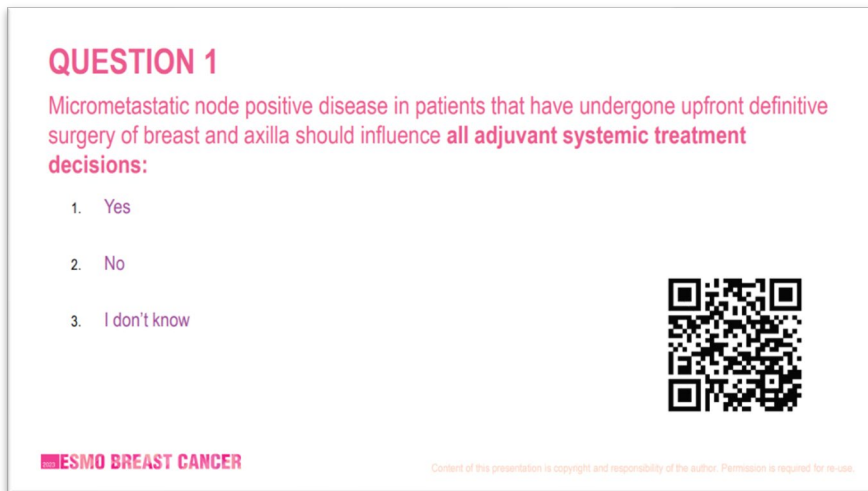 QUESTION 1
Micrometastatic node positive disease in patients that have undergone upfront definitive
surgery of breast and axilla should influence all adjuvant systemic treatment
decisions:
1. Yes
2. No
3. I don't know
2023 ESMO BREAST CANCER
Content of this presentation is copyright and responsibility of the author. Permission is required for re-use.